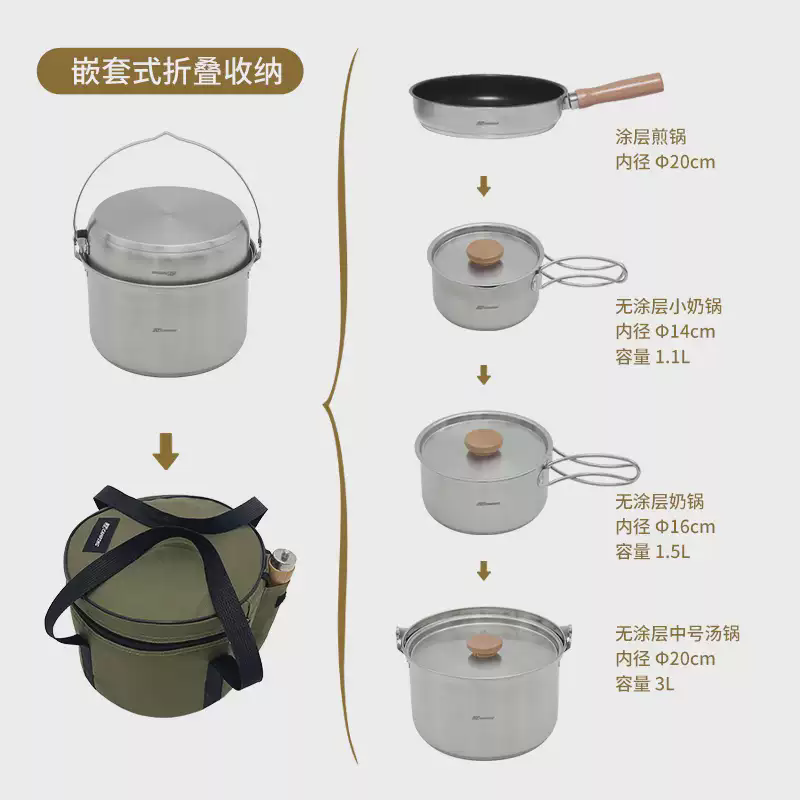 嵌套式折叠收纳
涂层煎锅
内径 Φ20cm
无涂层小奶锅
内径 Φ14cm
容量 1.1L
无涂层奶锅
内径 Φ16cm
容量 1.5L
无涂层中号汤锅
内径 Φ20cm
容量 3L